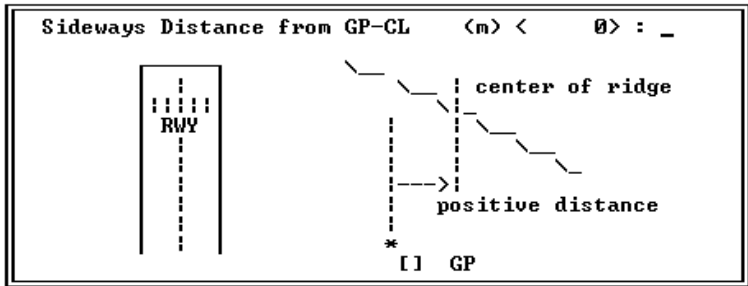 Sideways Distance from GP-CL (m) < 0> : _
center of ridge
RWY
positive distance
[] GP